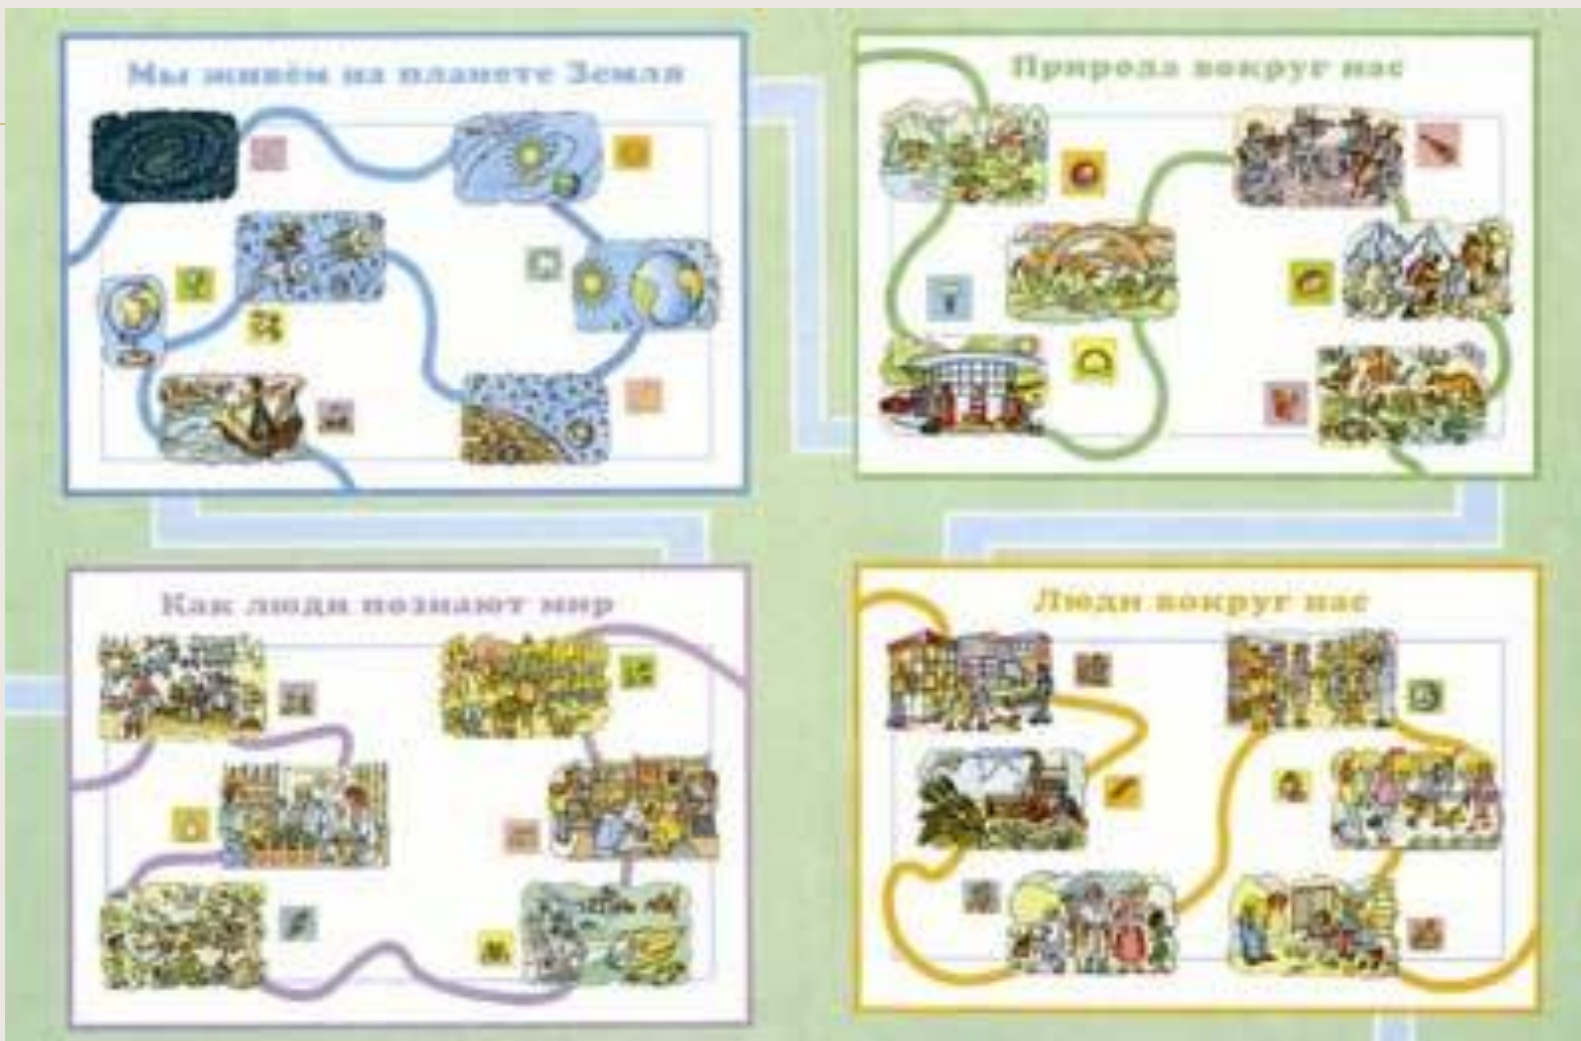 Мы живём на планете Земля
Природа вокруг нас
Как люди познают мир
Люди вокруг нас